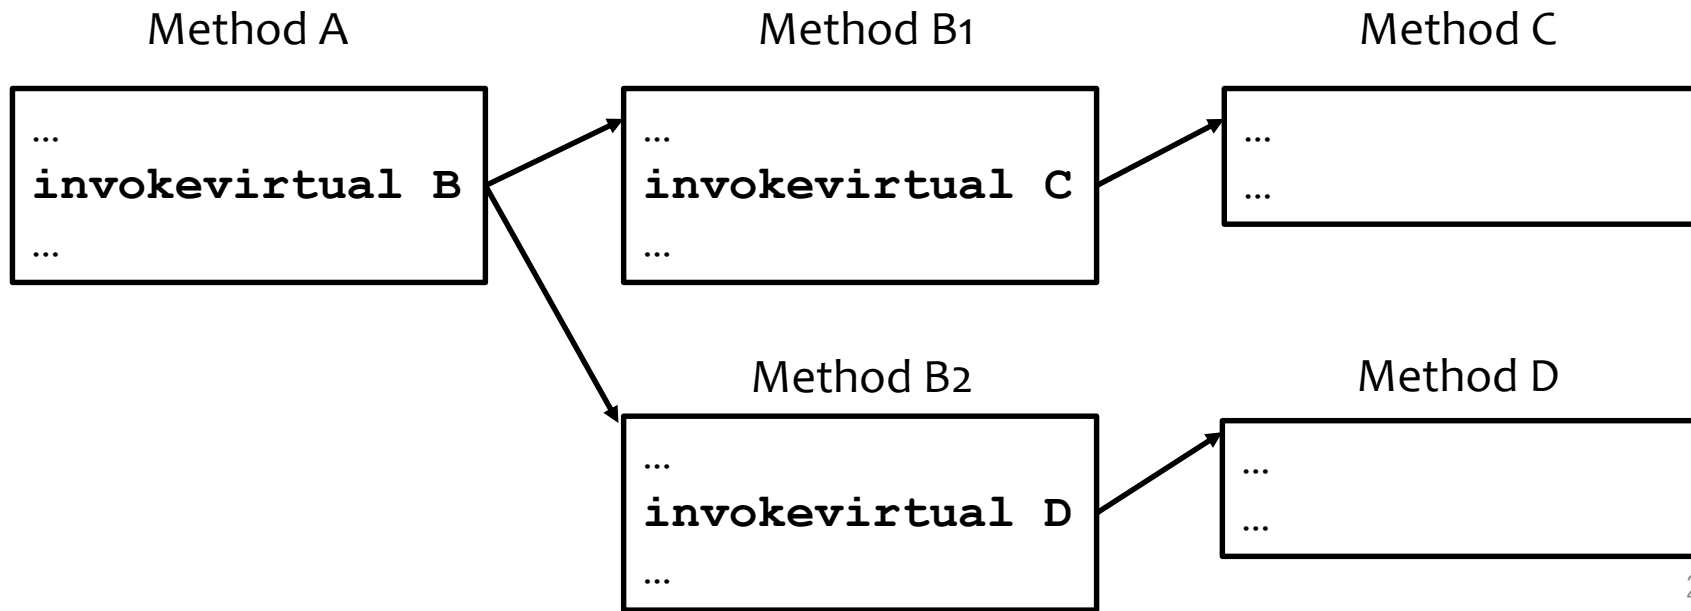 Method A
...
invokevirtual B
...
Method B1
...
invokevirtual C
...
Method C
...
...
Method B2
...
invokevirtual D
...
Method D
...
...